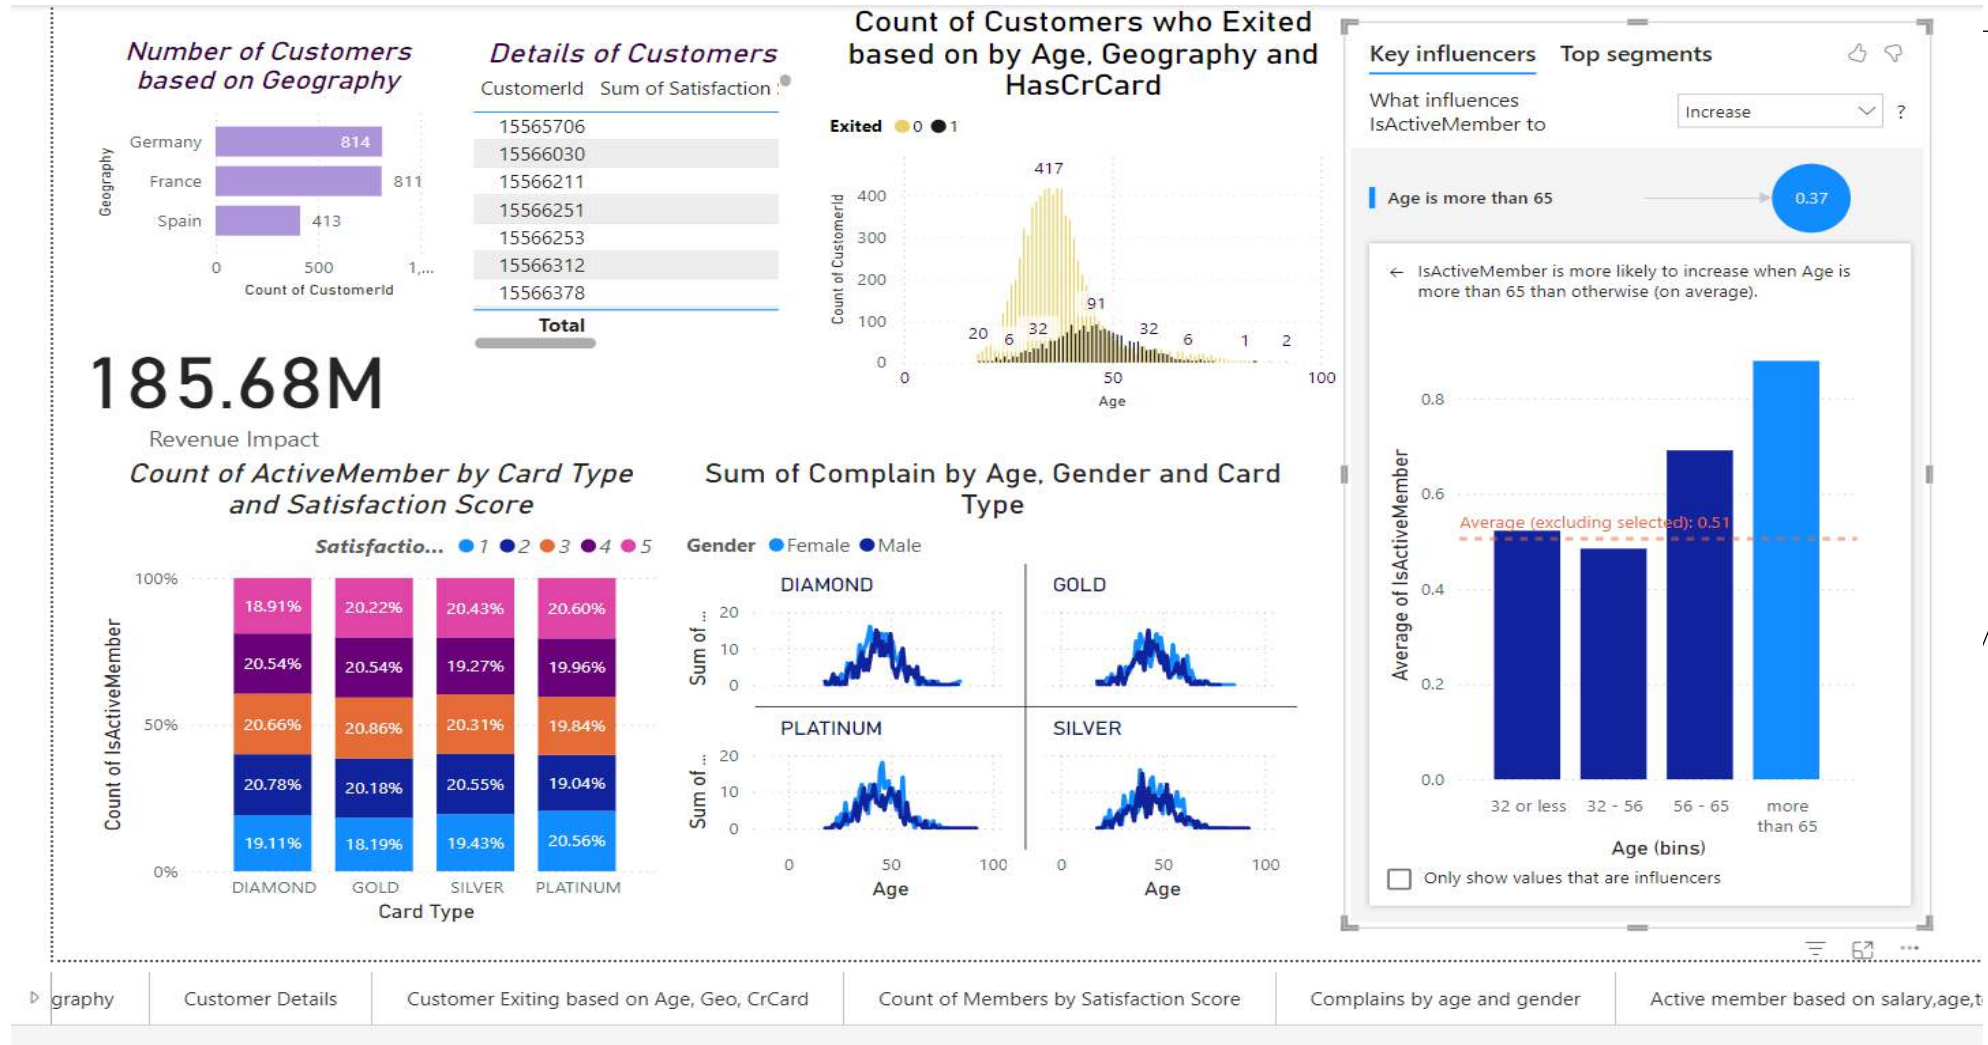 Number of Customers
based on Geography
Geography
Germany
France
Spain
814
811
413
0
500
1,...
Count of CustomerId
Details of Customers
CustomerId Sum of Satisfaction
15565706
15566030
15566211
15566251
15566253
15566312
15566378
Total
Count of Customers who Exited
based on by Age, Geography and
HasCrCard
Exited 0 1
Count of CustomerId
400
300
200
100
0
417
91
20
6
32
32
6
1
2
0
50
100
Age
185.68M
Revenue Impact
Count of ActiveMember by Card Type
and Satisfaction Score
Satisfactio... 1 2 3 4 5
Count of IsActiveMember
100%
50%
0%
18.91% 20.22% 20.43% 20.60%
20.54% 20.54% 19.27% 19.96%
20.66% 20.86% 20.31% 19.84%
20.78% 20.18% 20.55% 19.04%
19.11% 18.19% 19.43% 20.56%
DIAMOND GOLD SILVER PLATINUM
Card Type
Sum of Complain by Age, Gender and Card
Type
Gender Female Male
DIAMOND
GOLD
Sum of ...
20
10
0
PLATINUM
SILVER
Sum of ...
20
10
0
0 50 100
0 50 100
Age
Age
Key influencers Top segments
What influences
IsActiveMember to
Increase
?
Age is more than 65
0.37
← IsActiveMember is more likely to increase when Age is
more than 65 than otherwise (on average).
Average of IsActiveMember
0.8
0.6
0.4
0.2
0.0
Average (excluding selected): 0.51
32 or less
32 - 56
56 - 65
more
than 65
Age (bins)
Only show values that are influencers
graphy
Customer Details
Customer Exiting based on Age, Geo, CrCard
Count of Members by Satisfaction Score
Complains by age and gender
Active member based on salary,age,t